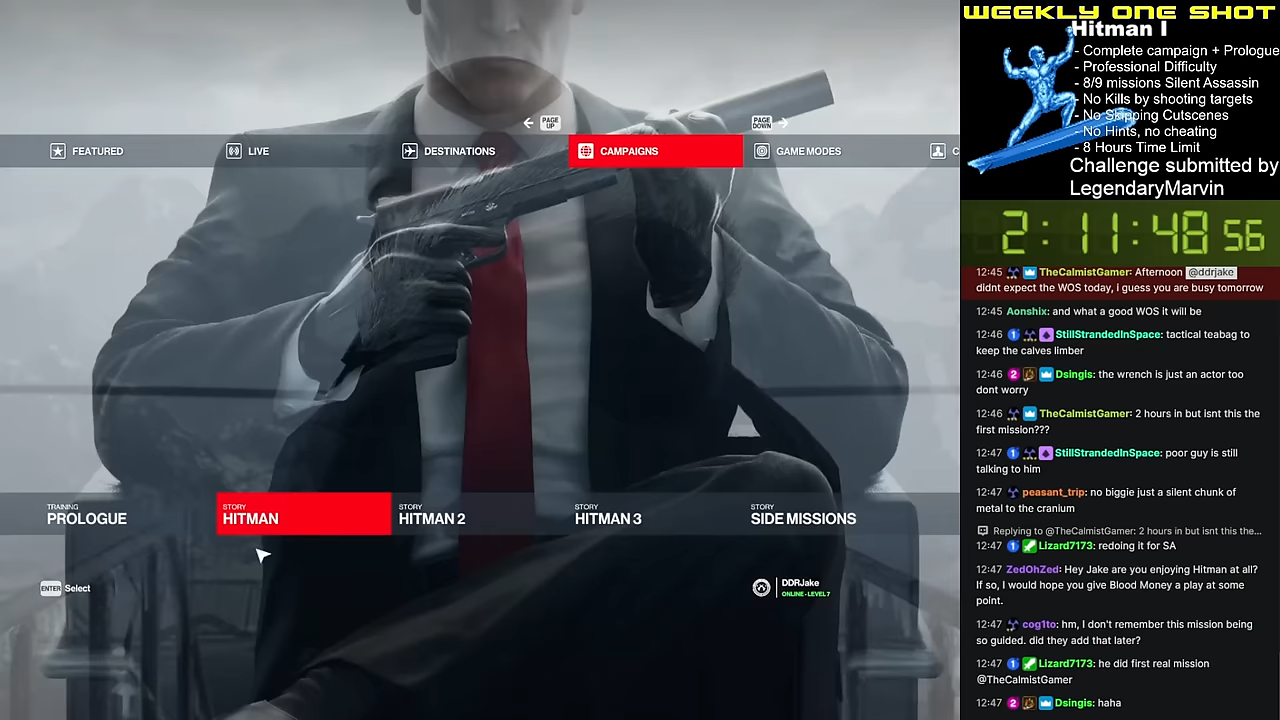 WEEKLY ONE SHOT
Hitman I
- Complete campaign + Prologue
- Professional Difficulty
- 8/9 missions Silent Assassin
- No Kills by shooting targets
- No Skipping Cutscenes
- No Hints, no cheating
- 8 Hours Time Limit
Challenge submitted by
LegendaryMarvin
2:11:48 56
PAGE UP
PAGE DOWN
FEATURED
LIVE
DESTINATIONS
CAMPAIGNS
GAME MODES
C
TRAINING
PROLOGUE
STORY
HITMAN
STORY
HITMAN 2
STORY
HITMAN 3
STORY
SIDE MISSIONS
ENTER Select
DDRJake
ONLINE - LEVEL 7
12:45 TheCalmistGamer: Afternoon @ddrjake
didnt expect the WOS today, I guess you are busy tomorrow
12:45 Aonshix: and what a good WOS it will be
12:46 1 StillStrandedInSpace: tactical teabag to
keep the calves limber
12:46 2 Dsingis: the wrench is just an actor too
dont worry
12:46 TheCalmistGamer: 2 hours in but isnt this the
first mission???
12:47 1 StillStrandedInSpace: poor guy is still
talking to him
12:47 peasant_trip: no biggie just a silent chunk of
metal to the cranium
Replying to @TheCalmistGamer: 2 hours in but isnt this the...
12:47 1 Lizard7173: redoing it for SA
12:47 ZedOhZed: Hey Jake are you enjoying Hitman at all?
If so, I would hope you give Blood Money a play at some
point.
12:47 cog1to: hm, I don't remember this mission being
so guided. did they add that later?
12:47 1 Lizard7173: he did first real mission
@TheCalmistGamer
12:47 2 Dsingis: haha